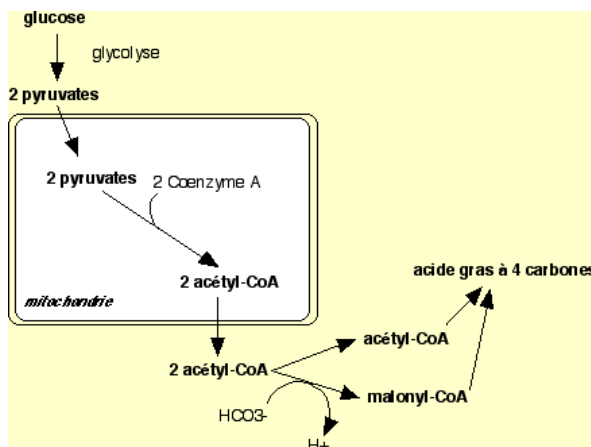 glucose
glycolyse
2 pyruvates
2 pyruvates
2 Coenzyme A
2 acétyl-CoA
mitochondrie
acide gras à 4 carbones
acétyl-CoA
2 acétyl-CoA
malonyl-CoA
HCO3-
H+